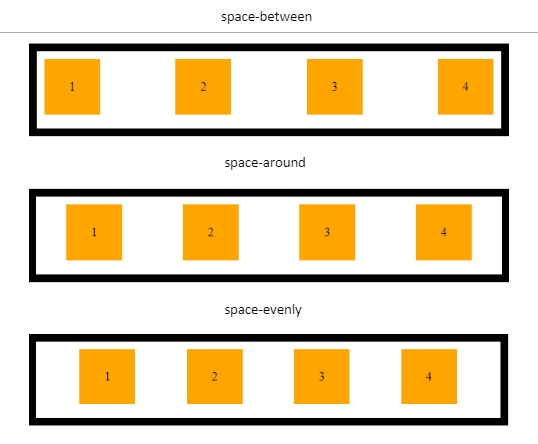 space-between
1 2 3 4
space-around
1 2 3 4
space-evenly
1 2 3 4